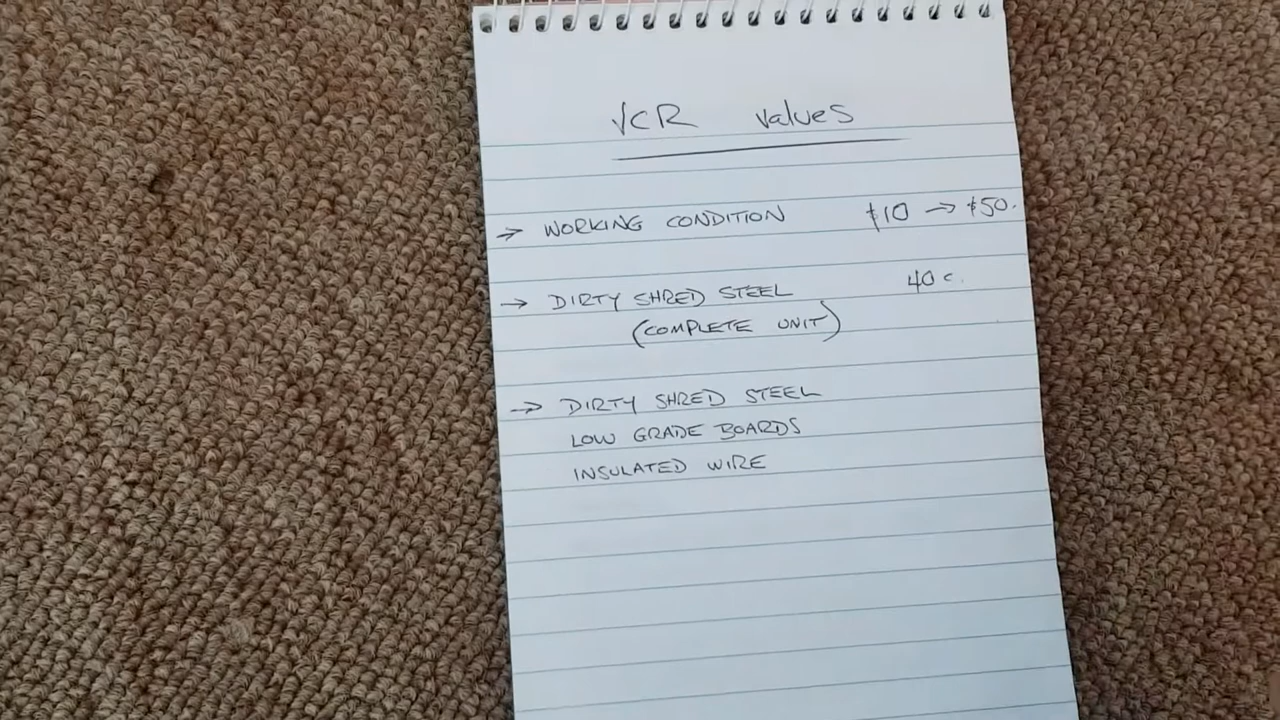 VCR values
→ WORKING CONDITION $10 → $50.
→ DIRTY SHRED STEEL 40c.
(COMPLETE UNIT)
→ DIRTY SHRED STEEL
LOW GRADE BOARDS
INSULATED WIRE